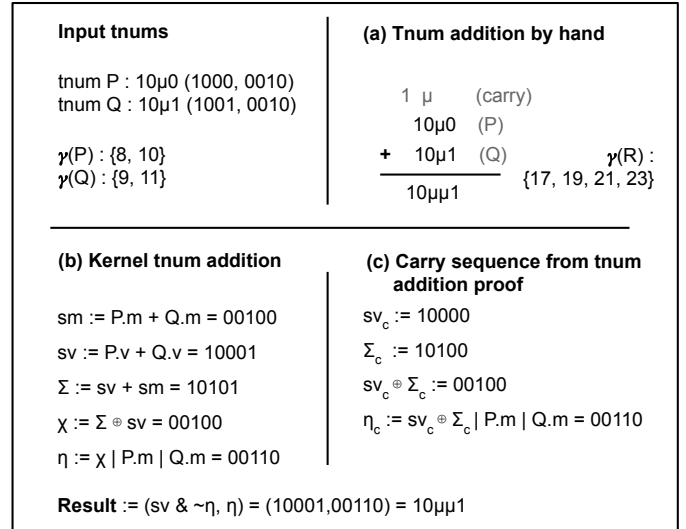 Input tnums
tnum P : 10µ0 (1000, 0010)
tnum Q : 10µ1 (1001, 0010)
𝜸(P) : {8, 10}
𝜸(Q) : {9, 11}
(a) Tnum addition by hand
1 µ (carry)
10µ0 (P)
+ 10µ1 (Q)
10µµ1
𝜸(R) :
{17, 19, 21, 23}
(b) Kernel tnum addition
sm := P.m + Q.m = 00100
sv := P.v + Q.v = 10001
Σ := sv + sm = 10101
χ := Σ ⊕ sv = 00100
η := χ | P.m | Q.m = 00110
(c) Carry sequence from tnum
addition proof
sv_c := 10000
Σ_c := 10100
sv_c ⊕ Σ_c := 00100
η_c := sv_c ⊕ Σ_c | P.m | Q.m = 00110
Result := (sv & ~η, η) = (10001,00110) = 10µµ1